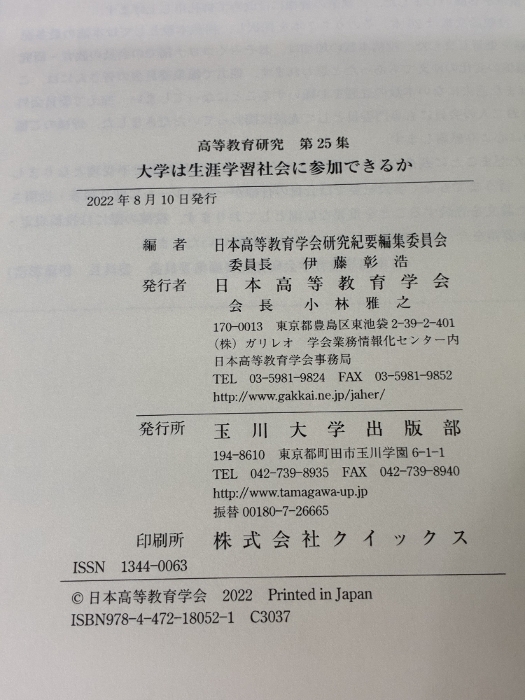 高等教育研究 第25集
大学は生涯学習社会に参加できるか
2022年8月10日発行
編者 日本高等教育学会研究紀要編集委員会
委員長 伊藤彰浩
発行者 日本高等教育学会
会長 小林雅之
170-0013 東京都豊島区東池袋2-39-2-401
(株)ガリレオ 学会業務情報化センター内
日本高等教育学会事務局
TEL 03-5981-9824 FAX 03-5981-9852
http://www.gakkai.ne.jp/jaher/
発行所 玉川大学出版部
194-8610 東京都町田市玉川学園6-1-1
TEL 042-739-8935 FAX 042-739-8940
http://www.tamagawa-up.jp
振替 00180-7-26665
印刷所 株式会社クイックス
ISSN 1344-0063
© 日本高等教育学会 2022 Printed in Japan
ISBN978-4-472-18052-1 C3037